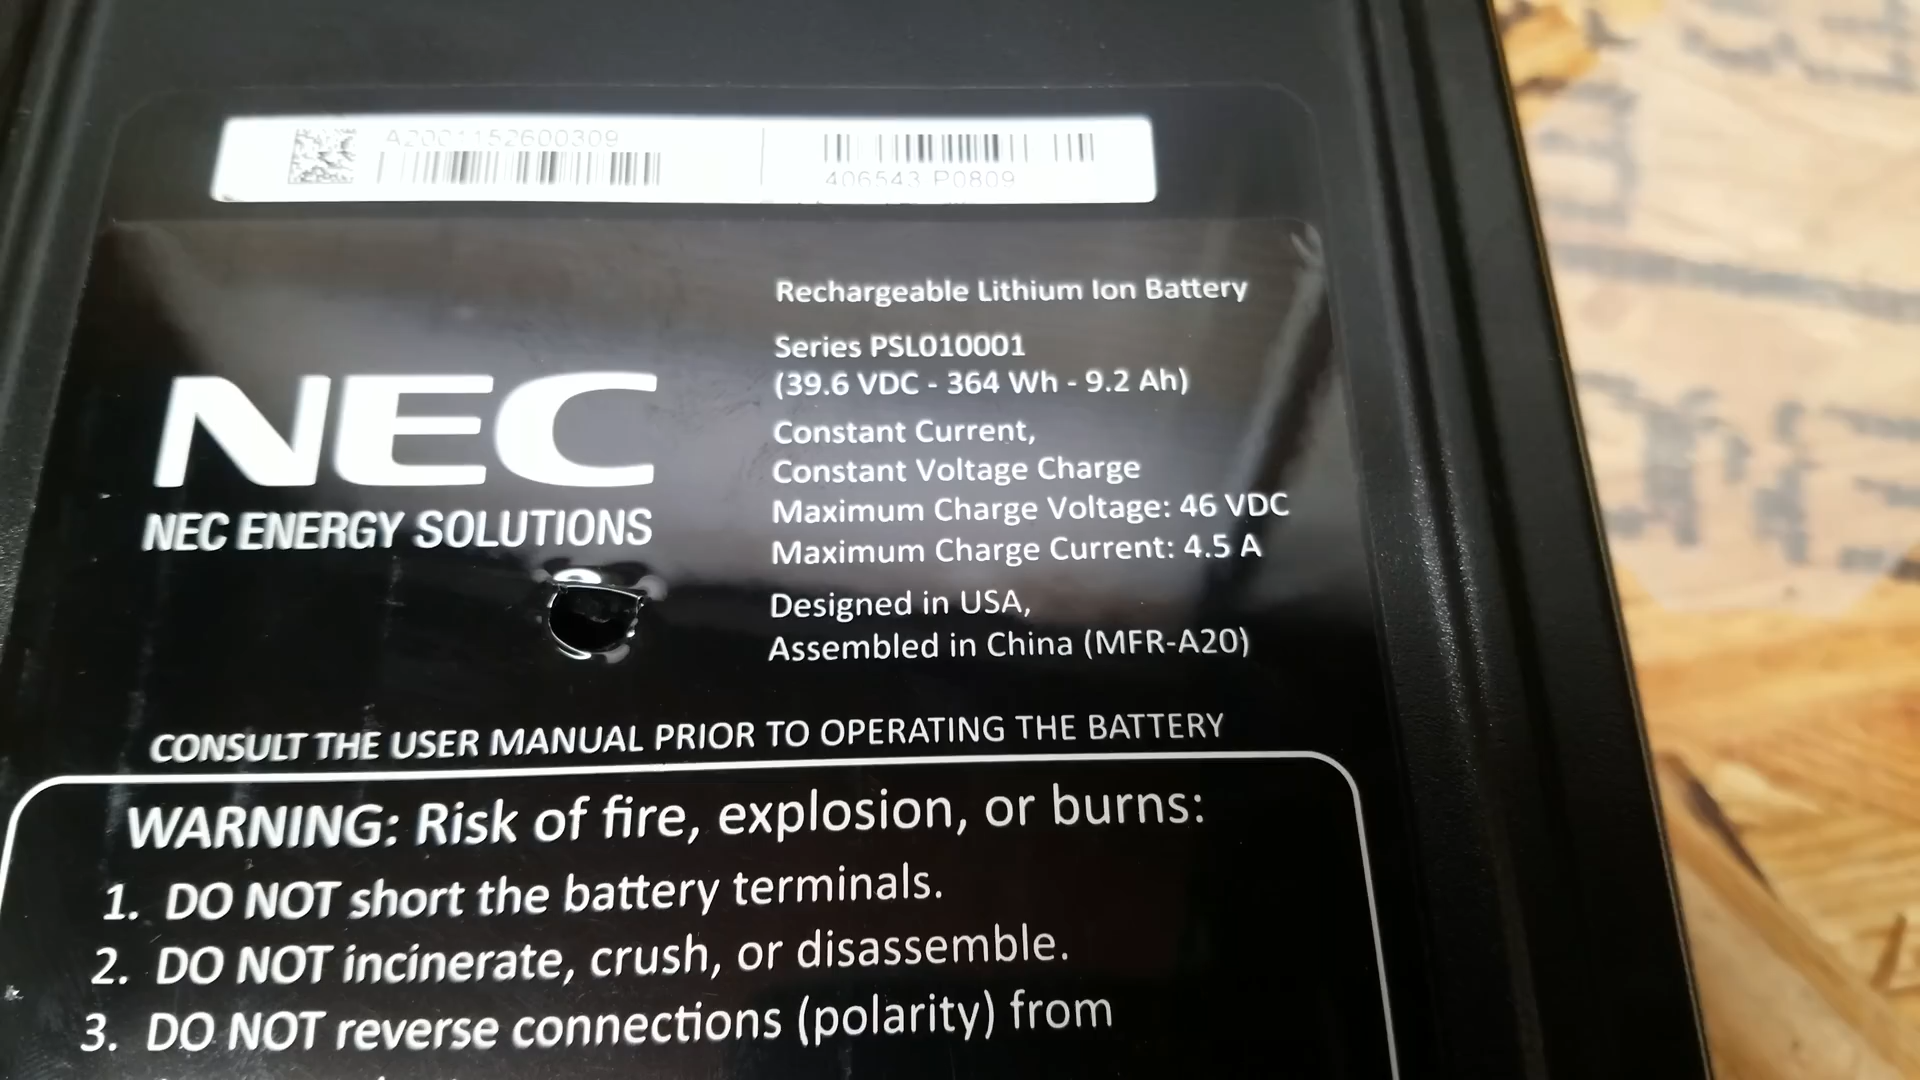 A2001152600309
406543 P0809
Rechargeable Lithium Ion Battery
Series PSL010001
(39.6 VDC - 364 Wh - 9.2 Ah)
Constant Current,
Constant Voltage Charge
Maximum Charge Voltage: 46 VDC
Maximum Charge Current: 4.5 A
Designed in USA,
Assembled in China (MFR-A20)
NEC
NEC ENERGY SOLUTIONS
CONSULT THE USER MANUAL PRIOR TO OPERATING THE BATTERY
WARNING: Risk of fire, explosion, or burns:
1. DO NOT short the battery terminals.
2. DO NOT incinerate, crush, or disassemble.
3. DO NOT reverse connections (polarity) from